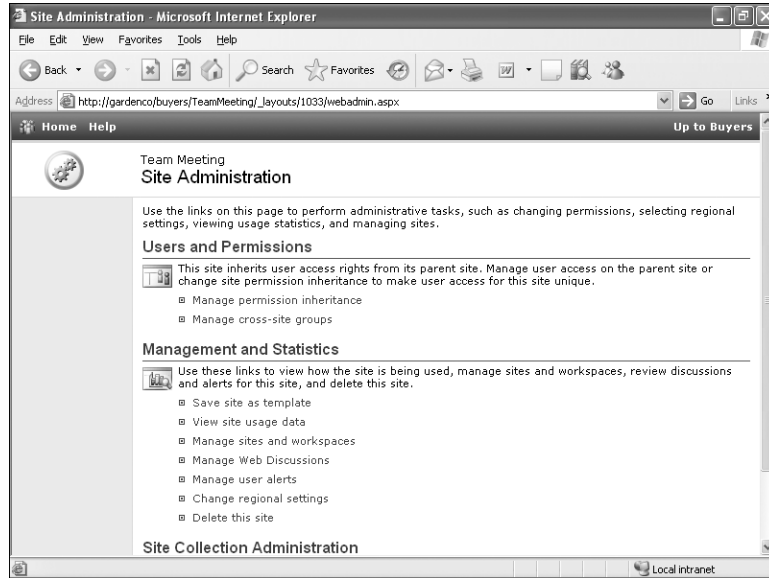 Site Administration - Microsoft Internet Explorer
File Edit View Favorites Tools Help
Back Search Favorites
Address http://gardenco/buyers/TeamMeeting/_layouts/1033/webadmin.aspx Go Links
Home Help Up to Buyers
Team Meeting
Site Administration
Use the links on this page to perform administrative tasks, such as changing permissions, selecting regional
settings, viewing usage statistics, and managing sites.
Users and Permissions
This site inherits user access rights from its parent site. Manage user access on the parent site or
change site permission inheritance to make user access for this site unique.
Manage permission inheritance
Manage cross-site groups
Management and Statistics
Use these links to view how the site is being used, manage sites and workspaces, review discussions
and alerts for this site, and delete this site.
Save site as template
View site usage data
Manage sites and workspaces
Manage Web Discussions
Manage user alerts
Change regional settings
Delete this site
Site Collection Administration
Local intranet